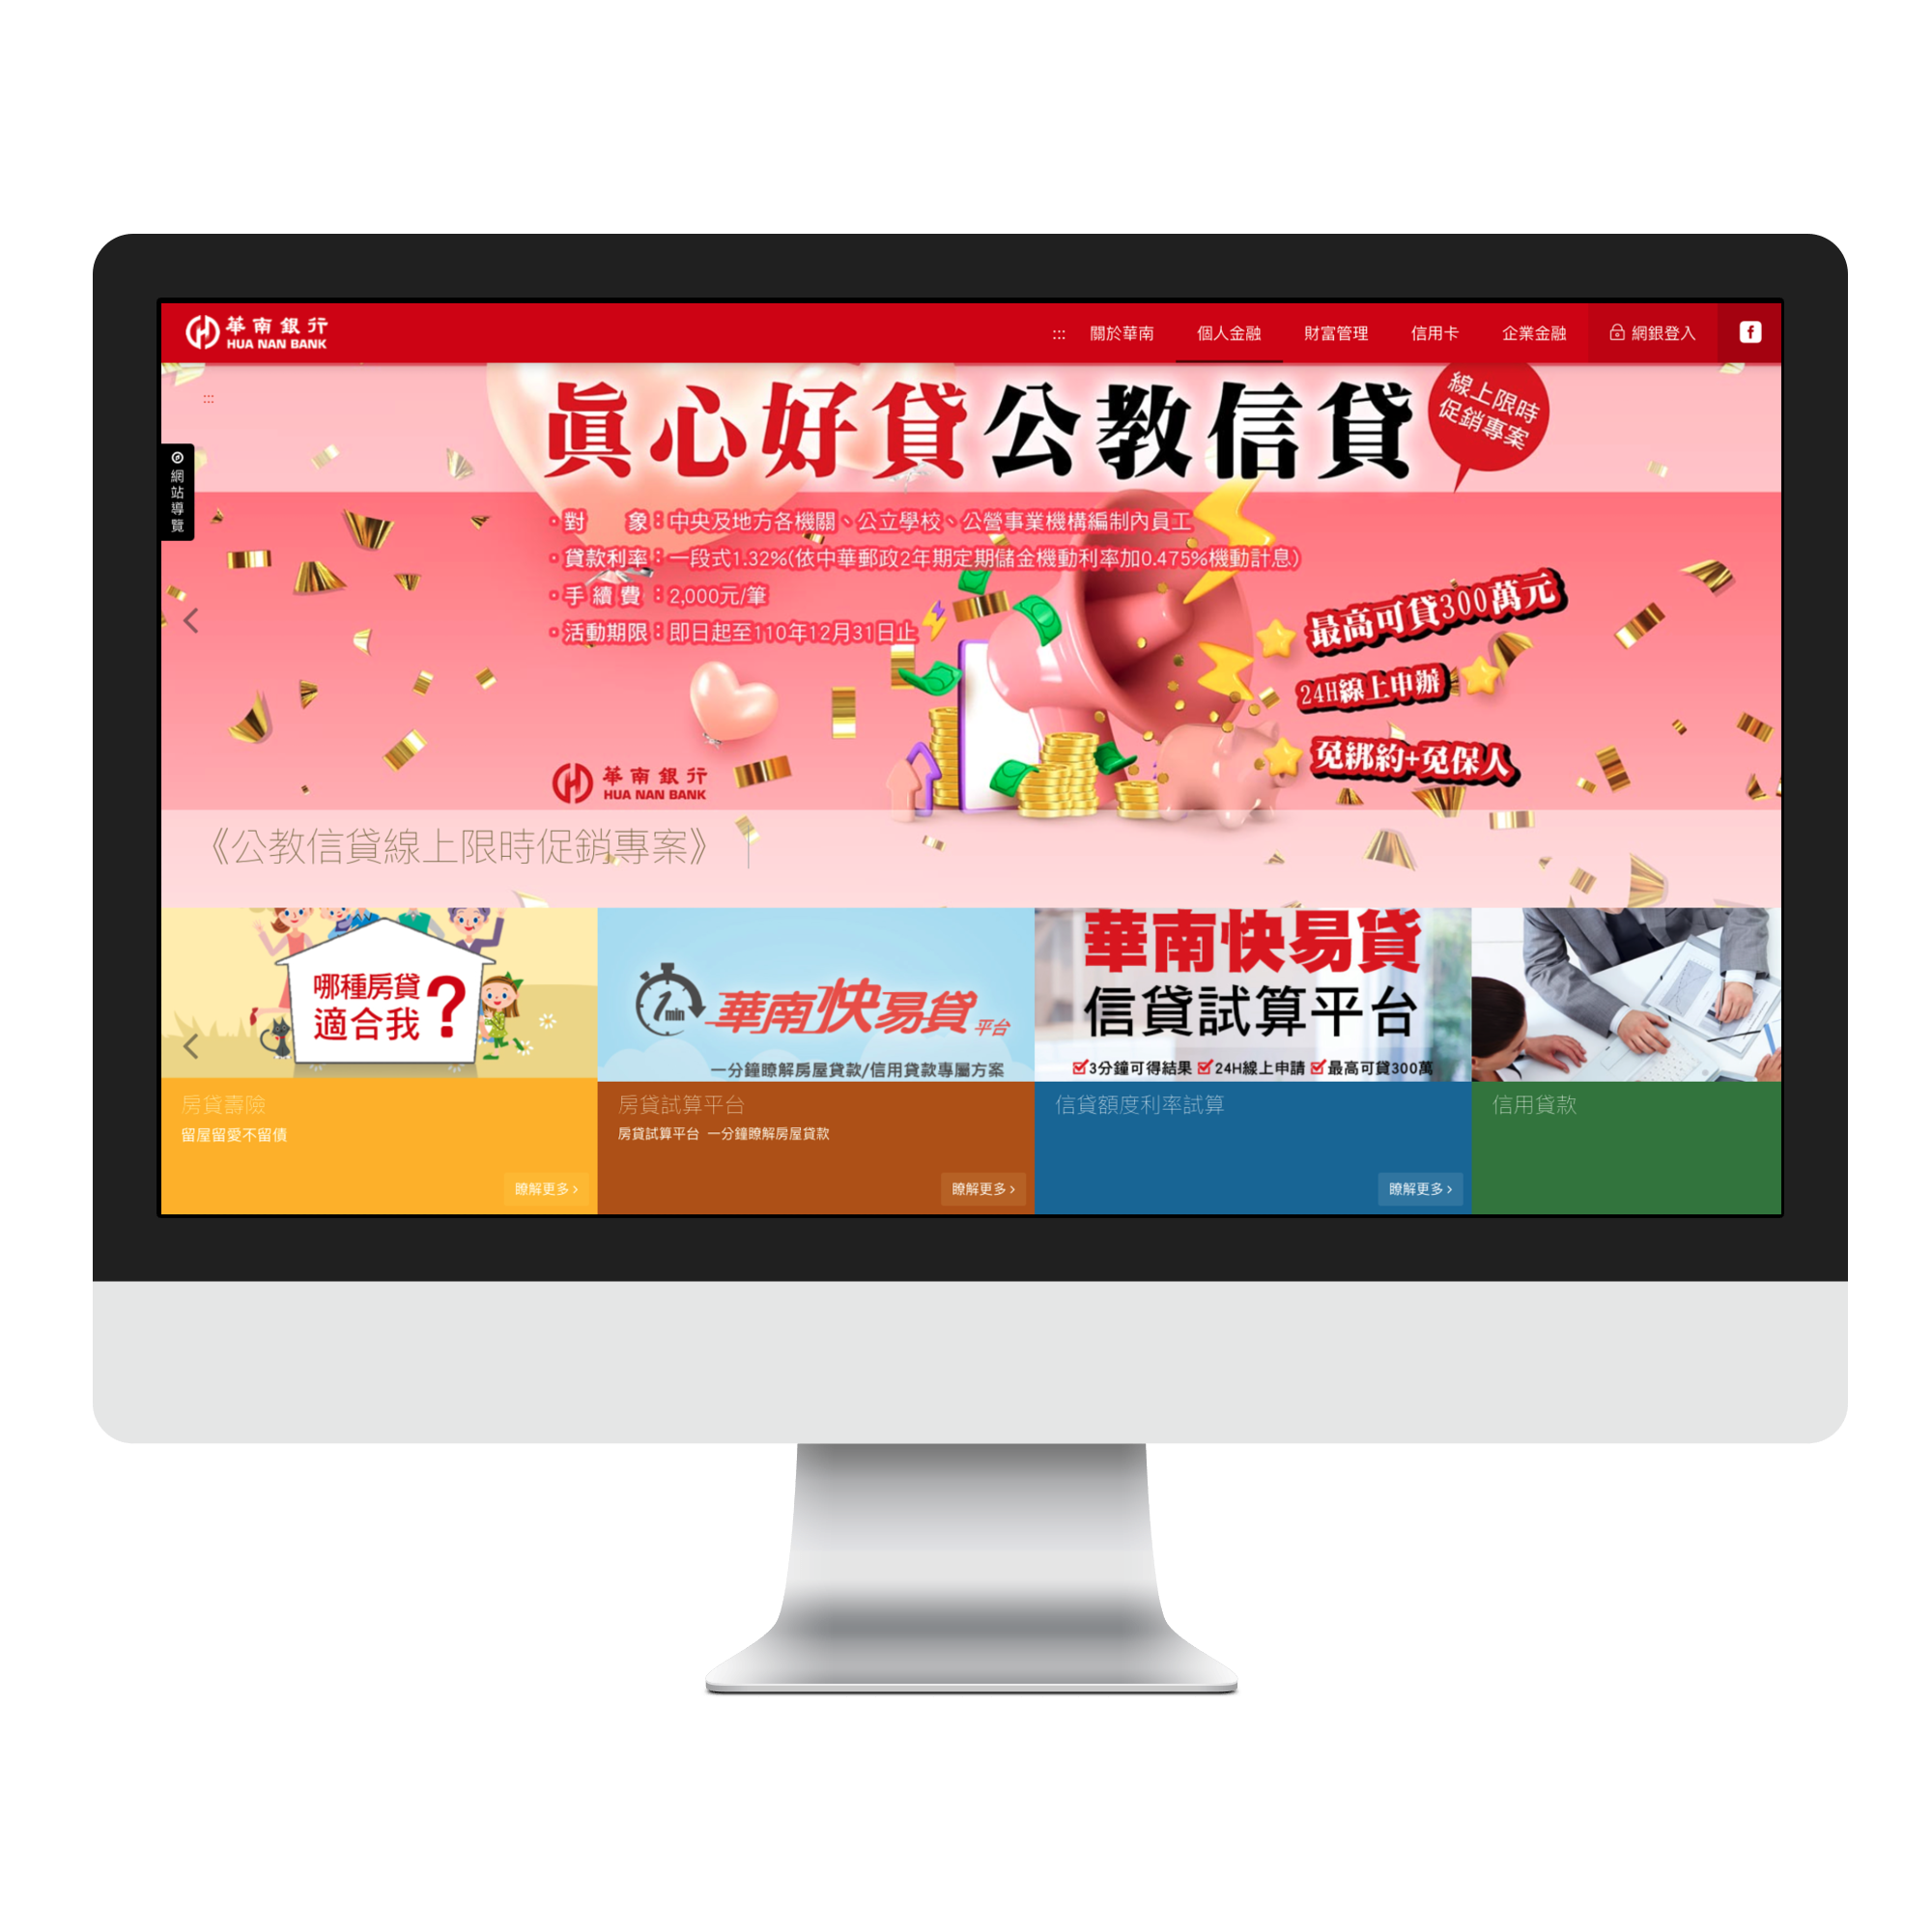 華南銀行
HUA NAN BANK
關於華南 個人金融 財富管理 信用卡 企業金融 網銀登入
網站導覽
真心好貸公教信貸
線上限時
促銷專案
・對 象：中央及地方各機關、公立學校、公營事業機構編制內員工
・貸款利率：一段式1.32%(依中華郵政2年期定期儲金機動利率加0.475%機動計息)
・手續費：2,000元/筆
・活動期限：即日起至110年12月31日止
最高可貸300萬元
24H線上申辦
免綁約+免保人
華南銀行
HUA NAN BANK
《公教信貸線上限時促銷專案》
哪種房貸
適合我？
房貸壽險
留屋留愛不留債
瞭解更多
1min 華南快易貸平台
一分鐘瞭解房屋貸款/信用貸款專屬方案
房貸試算平台
房貸試算平台 一分鐘瞭解房屋貸款
瞭解更多
華南快易貸
信貸試算平台
3分鐘可得結果 24H線上申請 最高可貸300萬
信貸額度利率試算
瞭解更多
信用貸款